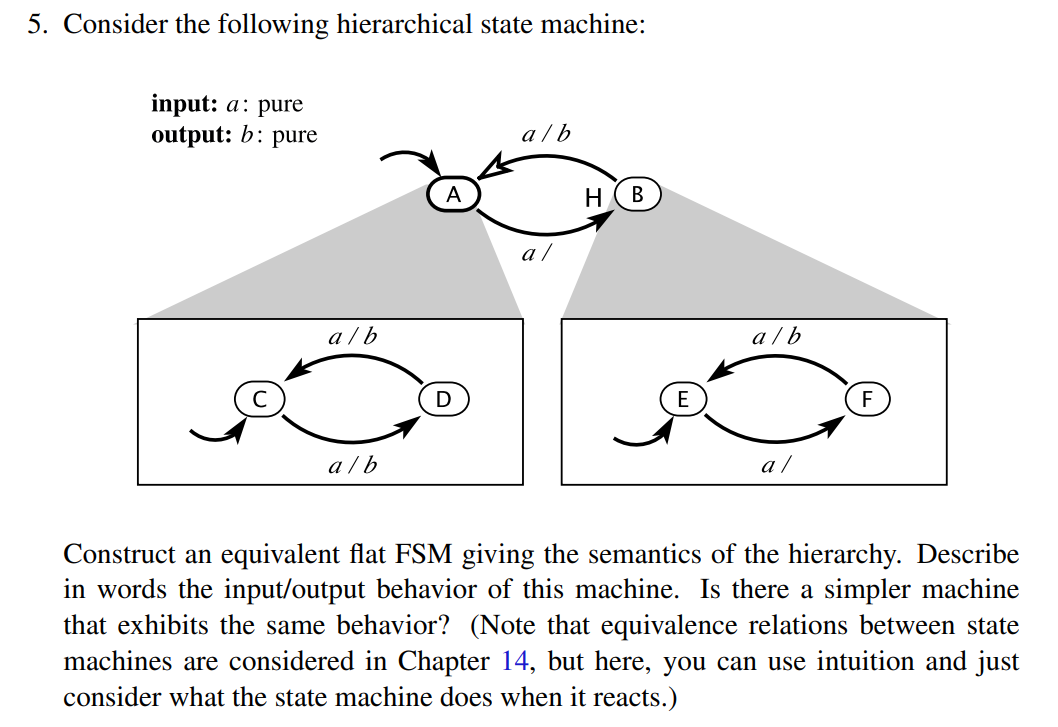 5. Consider the following hierarchical state machine:
input: a: pure
output: b: pure
a / b
A
H
B
a /
a / b
a / b
C
D
E
F
a / b
a /
Construct an equivalent flat FSM giving the semantics of the hierarchy. Describe
in words the input/output behavior of this machine. Is there a simpler machine
that exhibits the same behavior? (Note that equivalence relations between state
machines are considered in Chapter 14, but here, you can use intuition and just
consider what the state machine does when it reacts.)